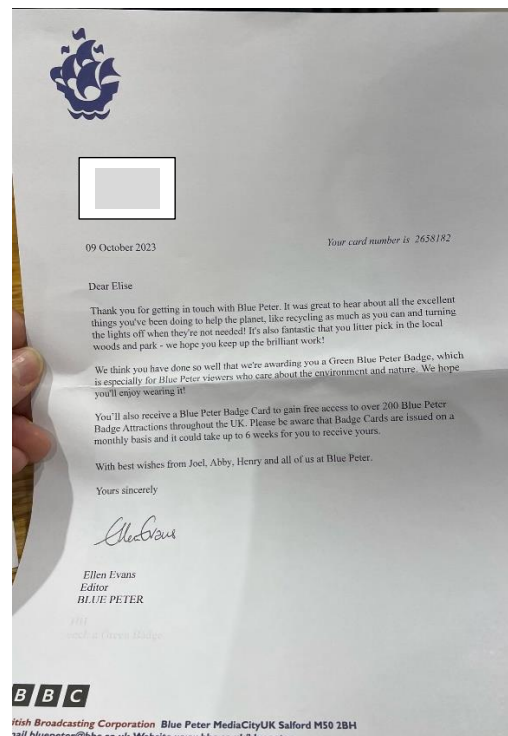 09 October 2023
Your card number is 2658182
Dear Elise
Thank you for getting in touch with Blue Peter. It was great to hear about all the excellent
things you've been doing to help the planet, like recycling as much as you can and turning
the lights off when they're not needed! It's also fantastic that you litter pick in the local
woods and park - we hope you keep up the brilliant work!
We think you have done so well that we're awarding you a Green Blue Peter Badge, which
is especially for Blue Peter viewers who care about the environment and nature. We hope
you'll enjoy wearing it!
You'll also receive a Blue Peter Badge Card to gain free access to over 200 Blue Peter
Badge Attractions throughout the UK. Please be aware that Badge Cards are issued on a
monthly basis and it could take up to 6 weeks for you to receive yours.
With best wishes from Joel, Abby, Henry and all of us at Blue Peter.
Yours sincerely
Ellen Evans
Ellen Evans
Editor
BLUE PETER
a Green Badge
BBC
itish Broadcasting Corporation Blue Peter MediaCityUK Salford M50 2BH